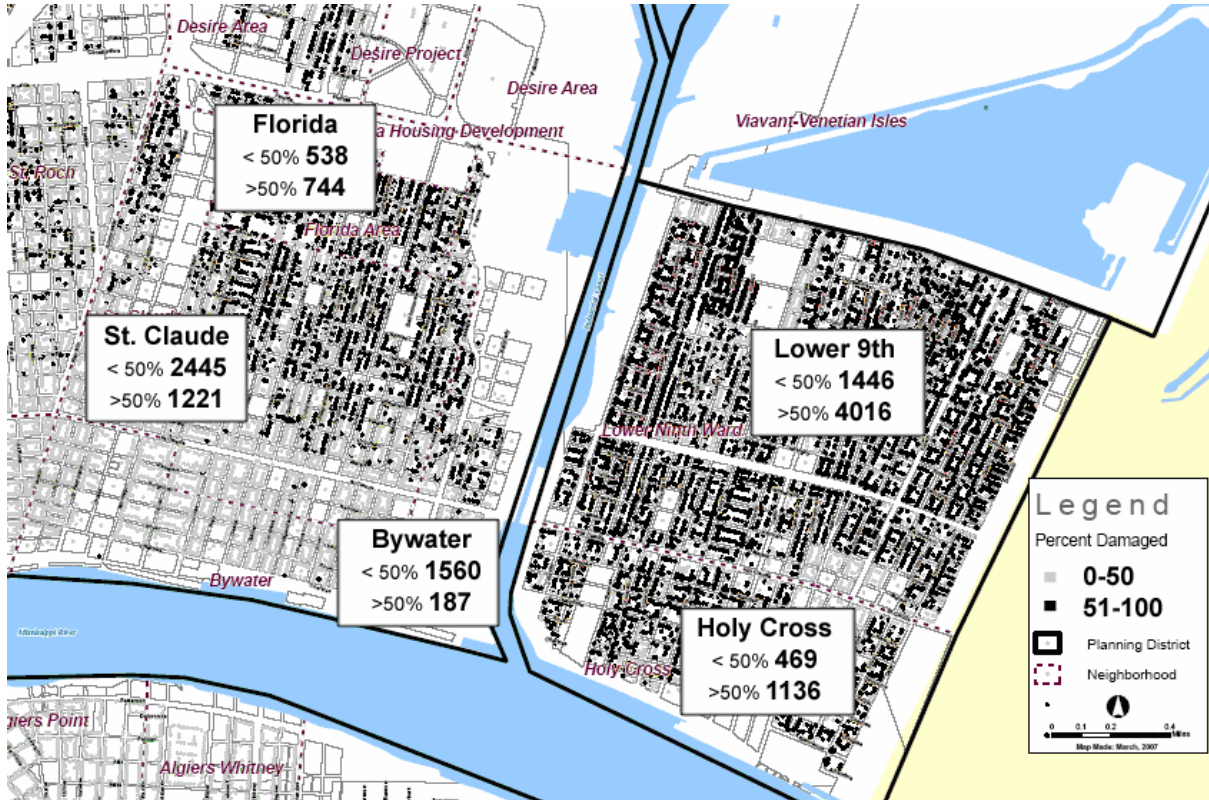 Desire Area
Desire Project
Desire Area
a Housing Development
Viavant-Venetian Isles
St. Roch
Florida
< 50% 538
>50% 744
Florida Area
St. Claude
< 50% 2445
>50% 1221
Lower 9th
< 50% 1446
>50% 4016
Lower Ninth Ward
Bywater
< 50% 1560
>50% 187
Bywater
Mississippi River
Holy Cross
< 50% 469
>50% 1136
Holy Cross
giers Point
Algiers Whitney
Legend
Percent Damaged
0-50
51-100
Planning District
Neighborhood
0 0.1 0.2 0.4
Miles
Map Made: March, 2007